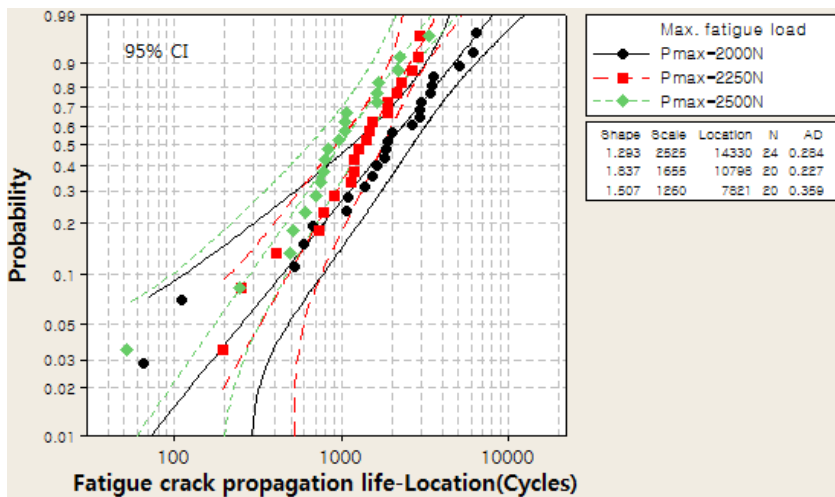 0.99
95% CI
0.9
0.8
0.7
0.6
0.5
0.4
0.3
0.2
0.1
0.05
0.03
0.02
0.01
Probability
100 1000 10000
Fatigue crack propagation life-Location(Cycles)
Max. fatigue load
Pmax-2000N
Pmax-2250N
Pmax-2500N
Shape Scale Location N AD
1.293 2525 14330 24 0.284
1.837 1655 10798 20 0.227
1.507 1260 7821 20 0.359